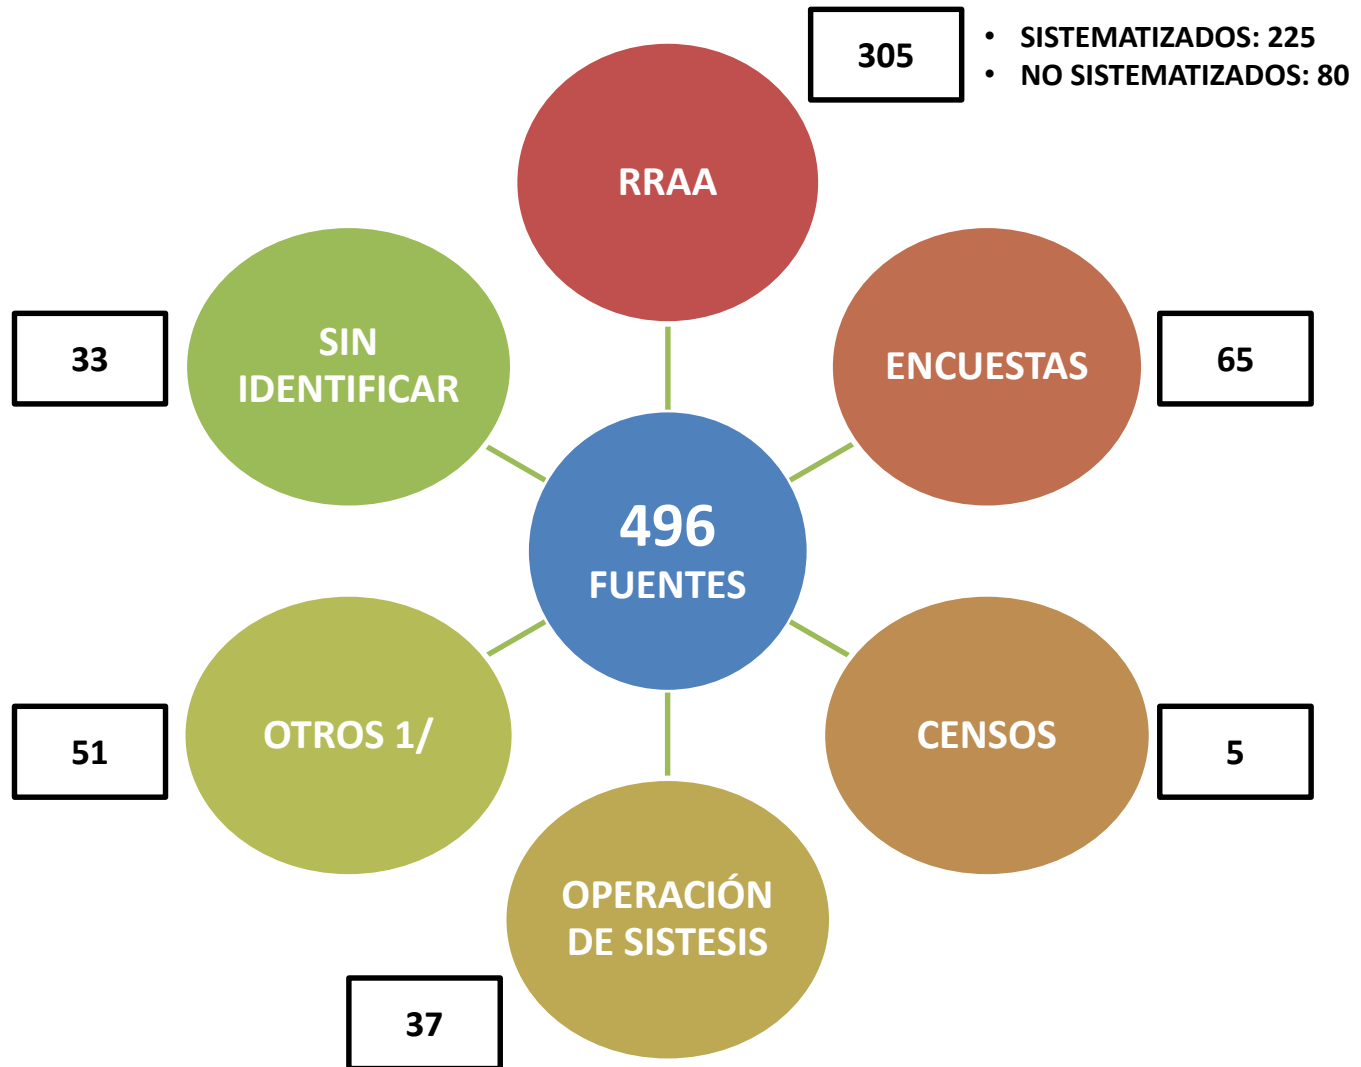 305
• SISTEMATIZADOS: 225
• NO SISTEMATIZADOS: 80
RRAA
SIN
IDENTIFICAR
33
ENCUESTAS
65
496
FUENTES
OTROS 1/
51
CENSOS
5
OPERACIÓN
DE SISTESIS
37